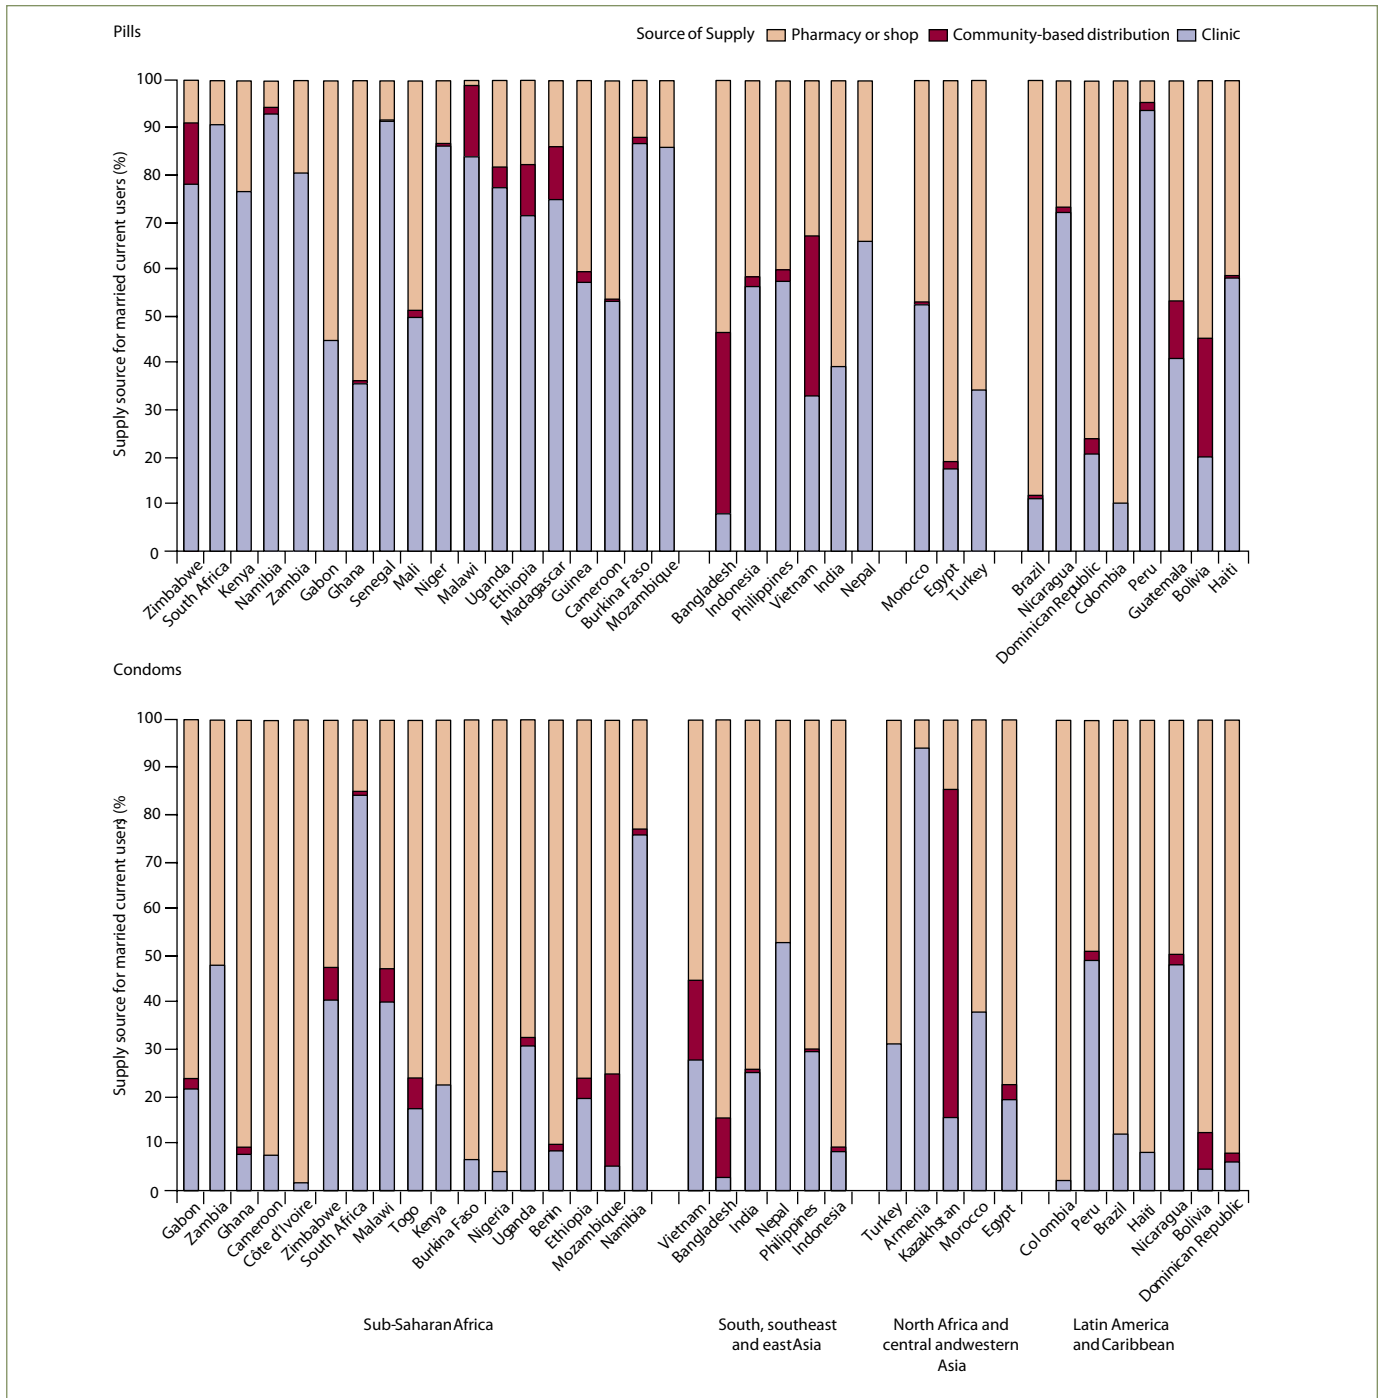 Pills
Source of Supply Pharmacy or shop Community-based distribution Clinic
Supply source for married current users (%)
100
90
80
70
60
50
40
30
20
10
0
Zimbabwe
South Africa
Kenya
Namibia
Zambia
Gabon
Ghana
Senegal
Mali
Niger
Malawi
Uganda
Ethiopia
Madagascar
Guinea
Cameroon
Burkina Faso
Mozambique
Bangladesh
Indonesia
Philippines
Vietnam
India
Nepal
Morocco
Egypt
Turkey
Brazil
Nicaragua
Dominican Republic
Colombia
Peru
Guatemala
Bolivia
Haiti
Condoms
Supply source for married current users) (%
100
90
80
70
60
50
40
30
20
10
0
Gabon
Zambia
Ghana
Cameroon
Côte d'Ivoire
Zimbabwe
South Africa
Malawi
Togo
Kenya
Burkina Faso
Nigeria
Uganda
Benin
Ethiopia
Mozambique
Namibia
Vietnam
Bangladesh
India
Nepal
Philippines
Indonesia
Turkey
Armenia
Kazakhstan
Morocco
Egypt
Colombia
Peru
Brazil
Haiti
Nicaragua
Bolivia
Dominican Republic
Sub-Saharan Africa
South, southeast
and east Asia
North Africa and
central and western
Asia
Latin America
and Caribbean